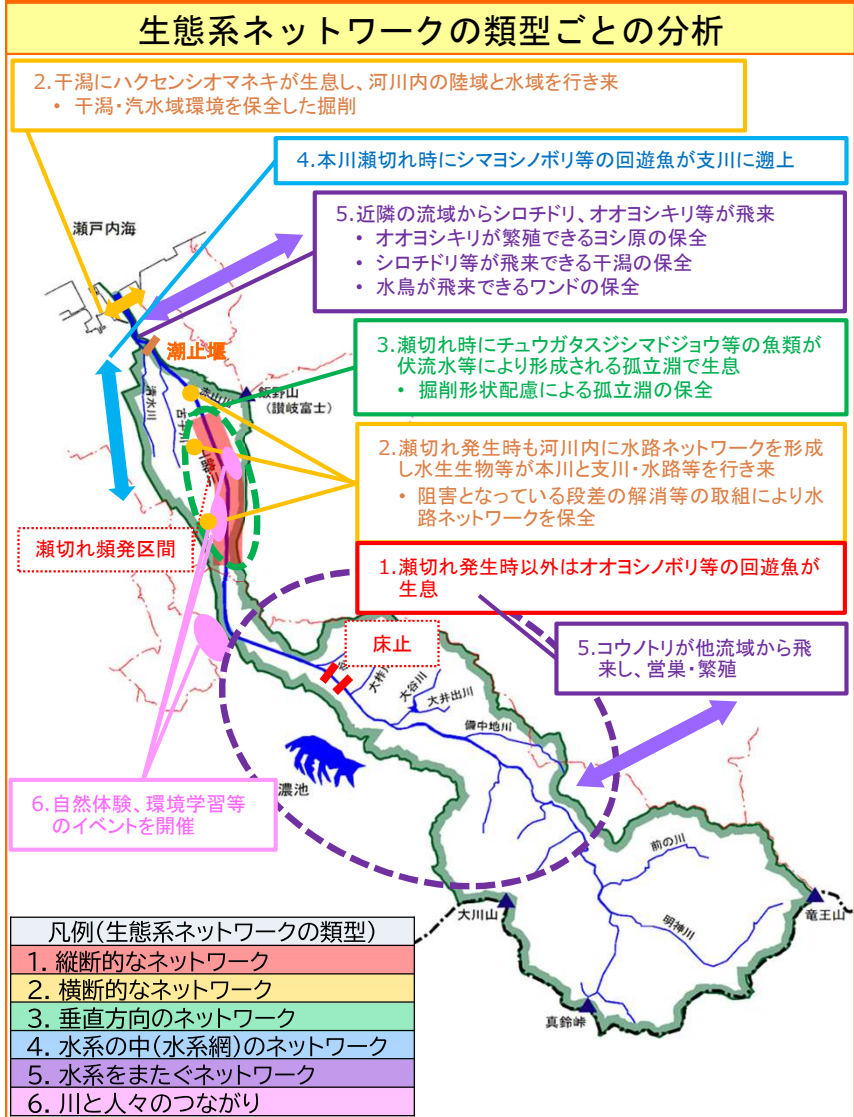 生態系ネットワークの類型ごとの分析
2.干潟にハクセンシオマネキが生息し、河川内の陸域と水域を行き来
• 干潟・汽水域環境を保全した掘削
4.本川瀬切れ時にシマヨシノボリ等の回遊魚が支川に遡上
5.近隣の流域からシロチドリ、オオヨシキリ等が飛来
• オオヨシキリが繁殖できるヨシ原の保全
• シロチドリ等が飛来できる干潟の保全
• 水鳥が飛来できるワンドの保全
瀬戸内海
潮止堰
3.瀬切れ時にチュウガタスジシマドジョウ等の魚類が
伏流水等により形成される孤立淵で生息
• 掘削形状配慮による孤立淵の保全
飯野山
(讃岐富士)
清水川
古子川
2.瀬切れ発生時も河川内に水路ネットワークを形成
し水生生物等が本川と支川・水路等を行き来
• 阻害となっている段差の解消等の取組により水
路ネットワークを保全
瀬切れ頻発区間
1.瀬切れ発生時以外はオオヨシノボリ等の回遊魚が
生息
床止
5.コウノトリが他流域から飛
来し、営巣・繁殖
大柞川
大谷川
大井出川
備中地川
濃池
6.自然体験、環境学習等
のイベントを開催
前の川
明神川
大川山
竜王山
真鈴峠
凡例(生態系ネットワークの類型)
1. 縦断的なネットワーク
2. 横断的なネットワーク
3. 垂直方向のネットワーク
4. 水系の中(水系網)のネットワーク
5. 水系をまたぐネットワーク
6. 川と人々のつながり